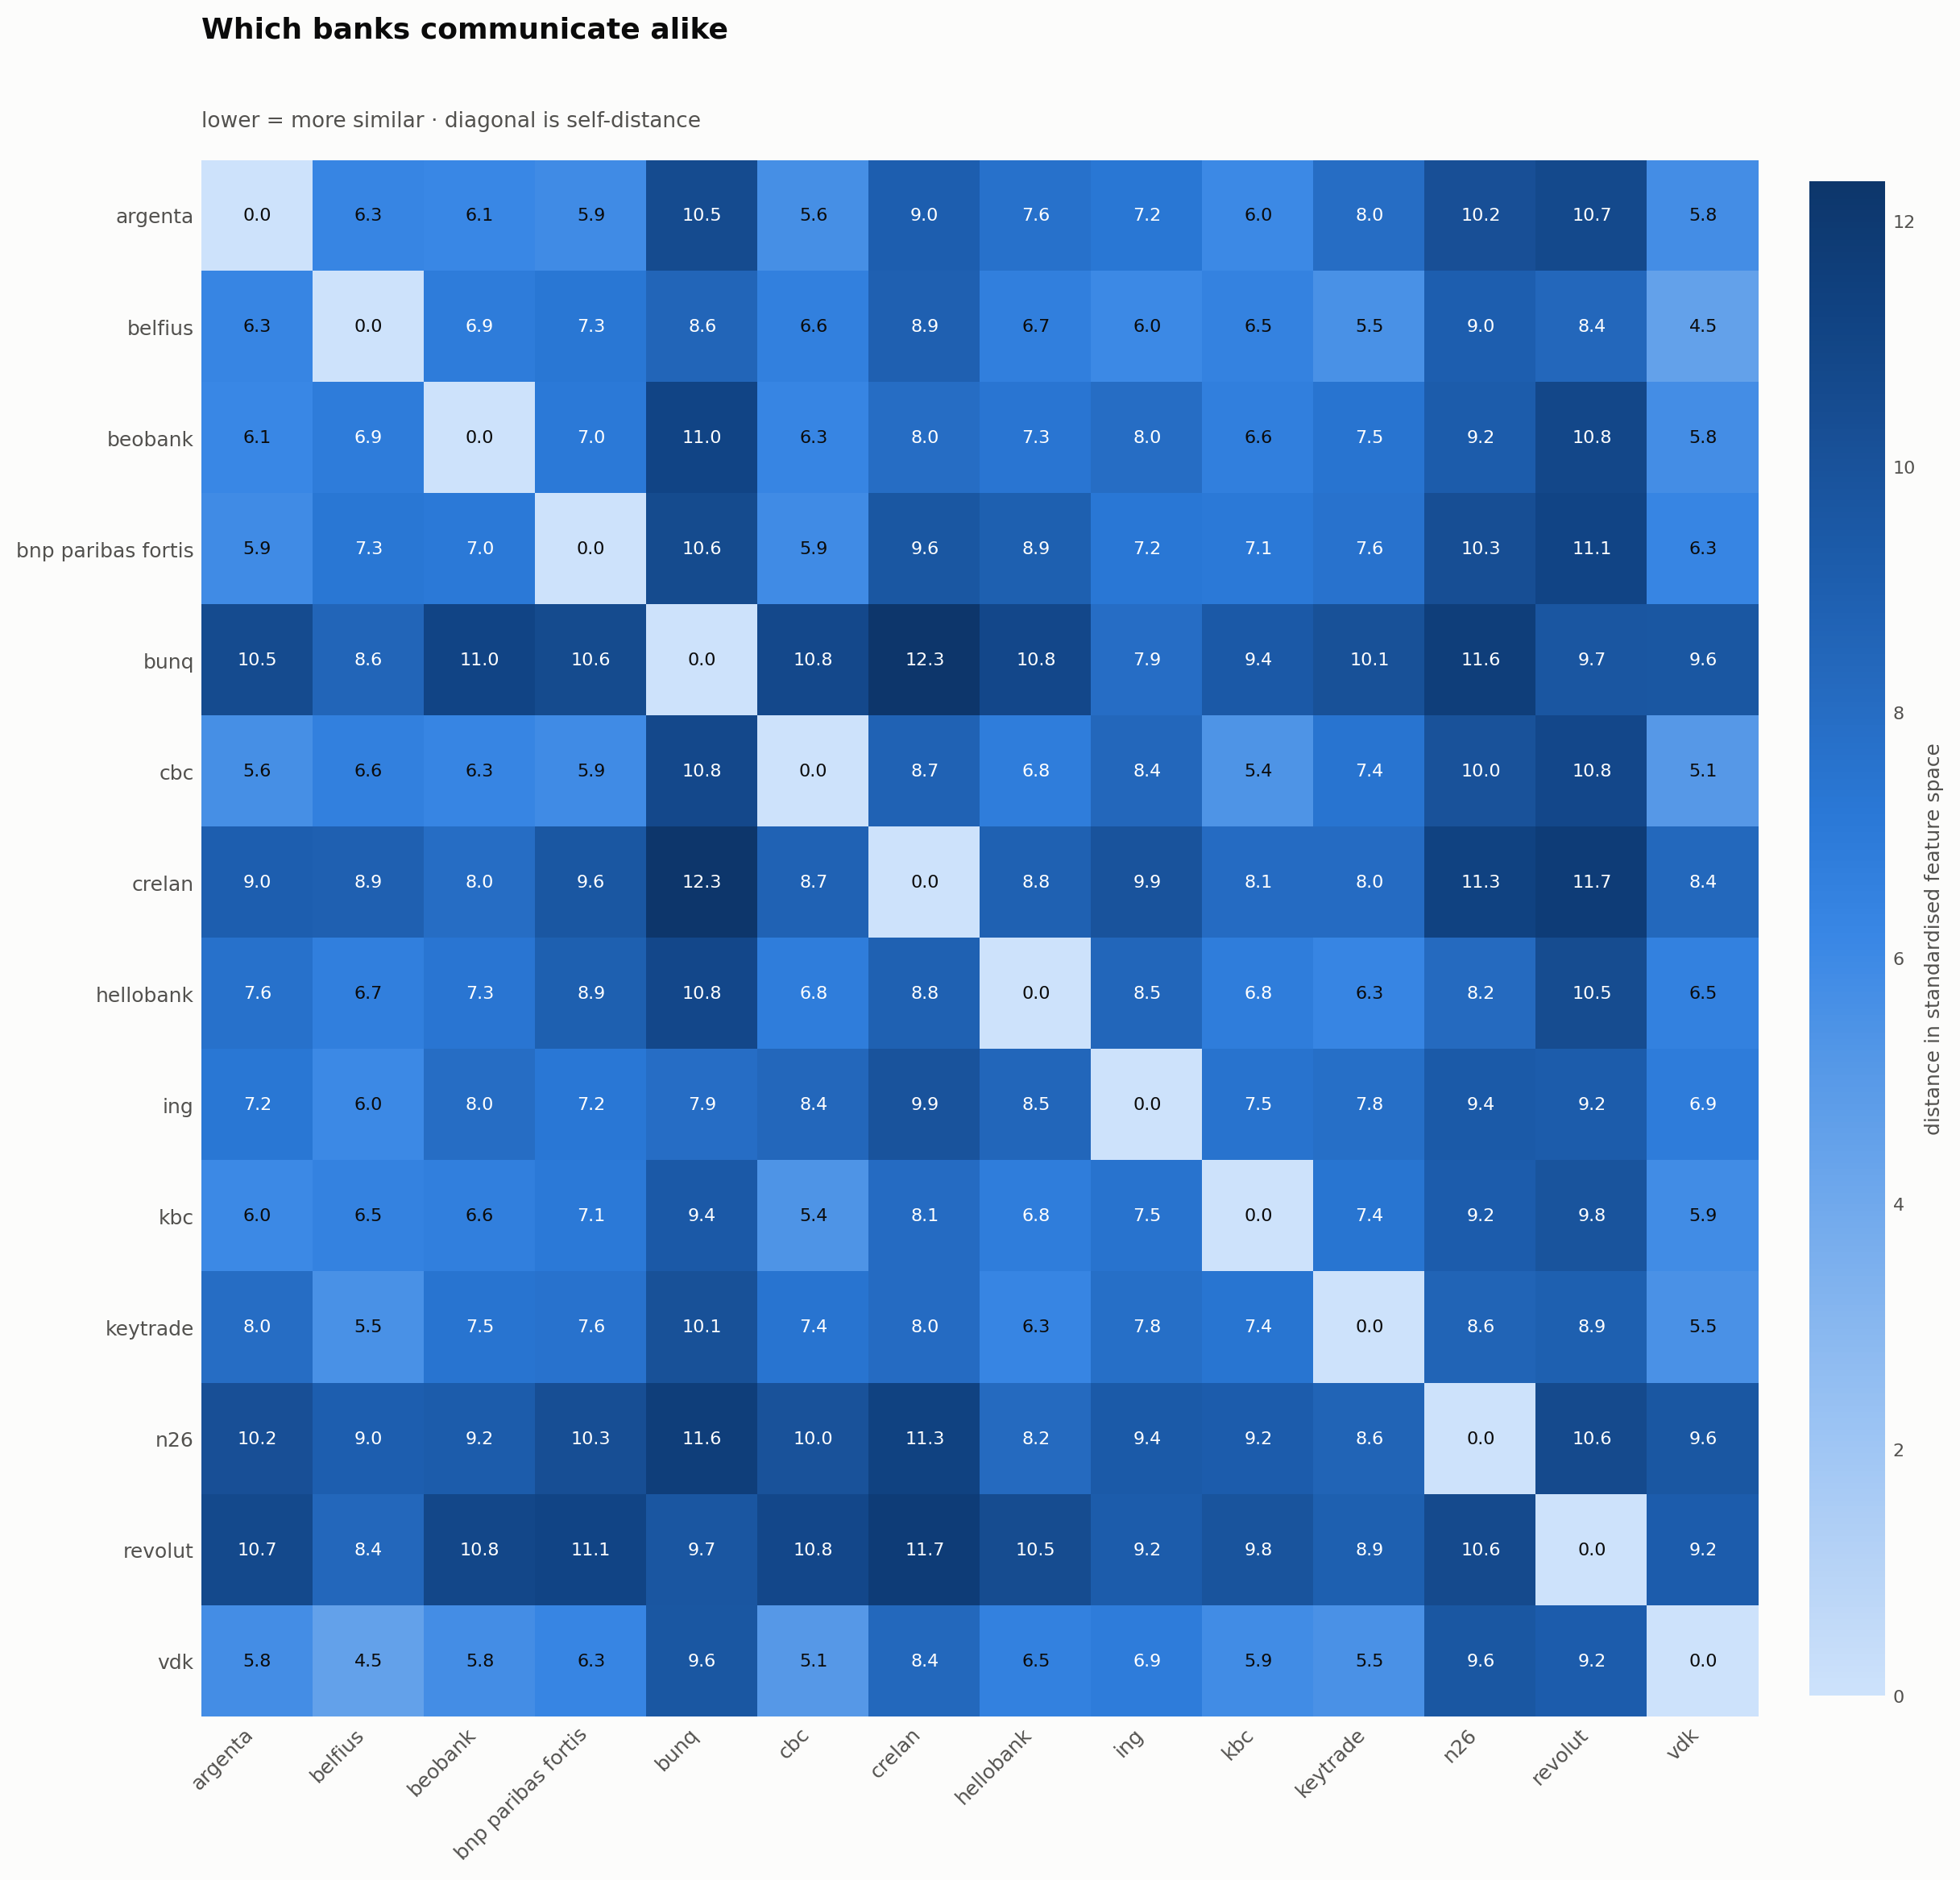 Which banks communicate alike
lower = more similar · diagonal is self-distance
argenta 0.0 6.3 6.1 5.9 10.5 5.6 9.0 7.6 7.2 6.0 8.0 10.2 10.7 5.8
belfius 6.3 0.0 6.9 7.3 8.6 6.6 8.9 6.7 6.0 6.5 5.5 9.0 8.4 4.5
beobank 6.1 6.9 0.0 7.0 11.0 6.3 8.0 7.3 8.0 6.6 7.5 9.2 10.8 5.8
bnp paribas fortis 5.9 7.3 7.0 0.0 10.6 5.9 9.6 8.9 7.2 7.1 7.6 10.3 11.1 6.3
bunq 10.5 8.6 11.0 10.6 0.0 10.8 12.3 10.8 7.9 9.4 10.1 11.6 9.7 9.6
cbc 5.6 6.6 6.3 5.9 10.8 0.0 8.7 6.8 8.4 5.4 7.4 10.0 10.8 5.1
crelan 9.0 8.9 8.0 9.6 12.3 8.7 0.0 8.8 9.9 8.1 8.0 11.3 11.7 8.4
hellobank 7.6 6.7 7.3 8.9 10.8 6.8 8.8 0.0 8.5 6.8 6.3 8.2 10.5 6.5
ing 7.2 6.0 8.0 7.2 7.9 8.4 9.9 8.5 0.0 7.5 7.8 9.4 9.2 6.9
kbc 6.0 6.5 6.6 7.1 9.4 5.4 8.1 6.8 7.5 0.0 7.4 9.2 9.8 5.9
keytrade 8.0 5.5 7.5 7.6 10.1 7.4 8.0 6.3 7.8 7.4 0.0 8.6 8.9 5.5
n26 10.2 9.0 9.2 10.3 11.6 10.0 11.3 8.2 9.4 9.2 8.6 0.0 10.6 9.6
revolut 10.7 8.4 10.8 11.1 9.7 10.8 11.7 10.5 9.2 9.8 8.9 10.6 0.0 9.2
vdk 5.8 4.5 5.8 6.3 9.6 5.1 8.4 6.5 6.9 5.9 5.5 9.6 9.2 0.0
argenta belfius beobank bnp paribas fortis bunq cbc crelan hellobank ing kbc keytrade n26 revolut vdk
12
10
8
6
4
2
0
distance in standardised feature space